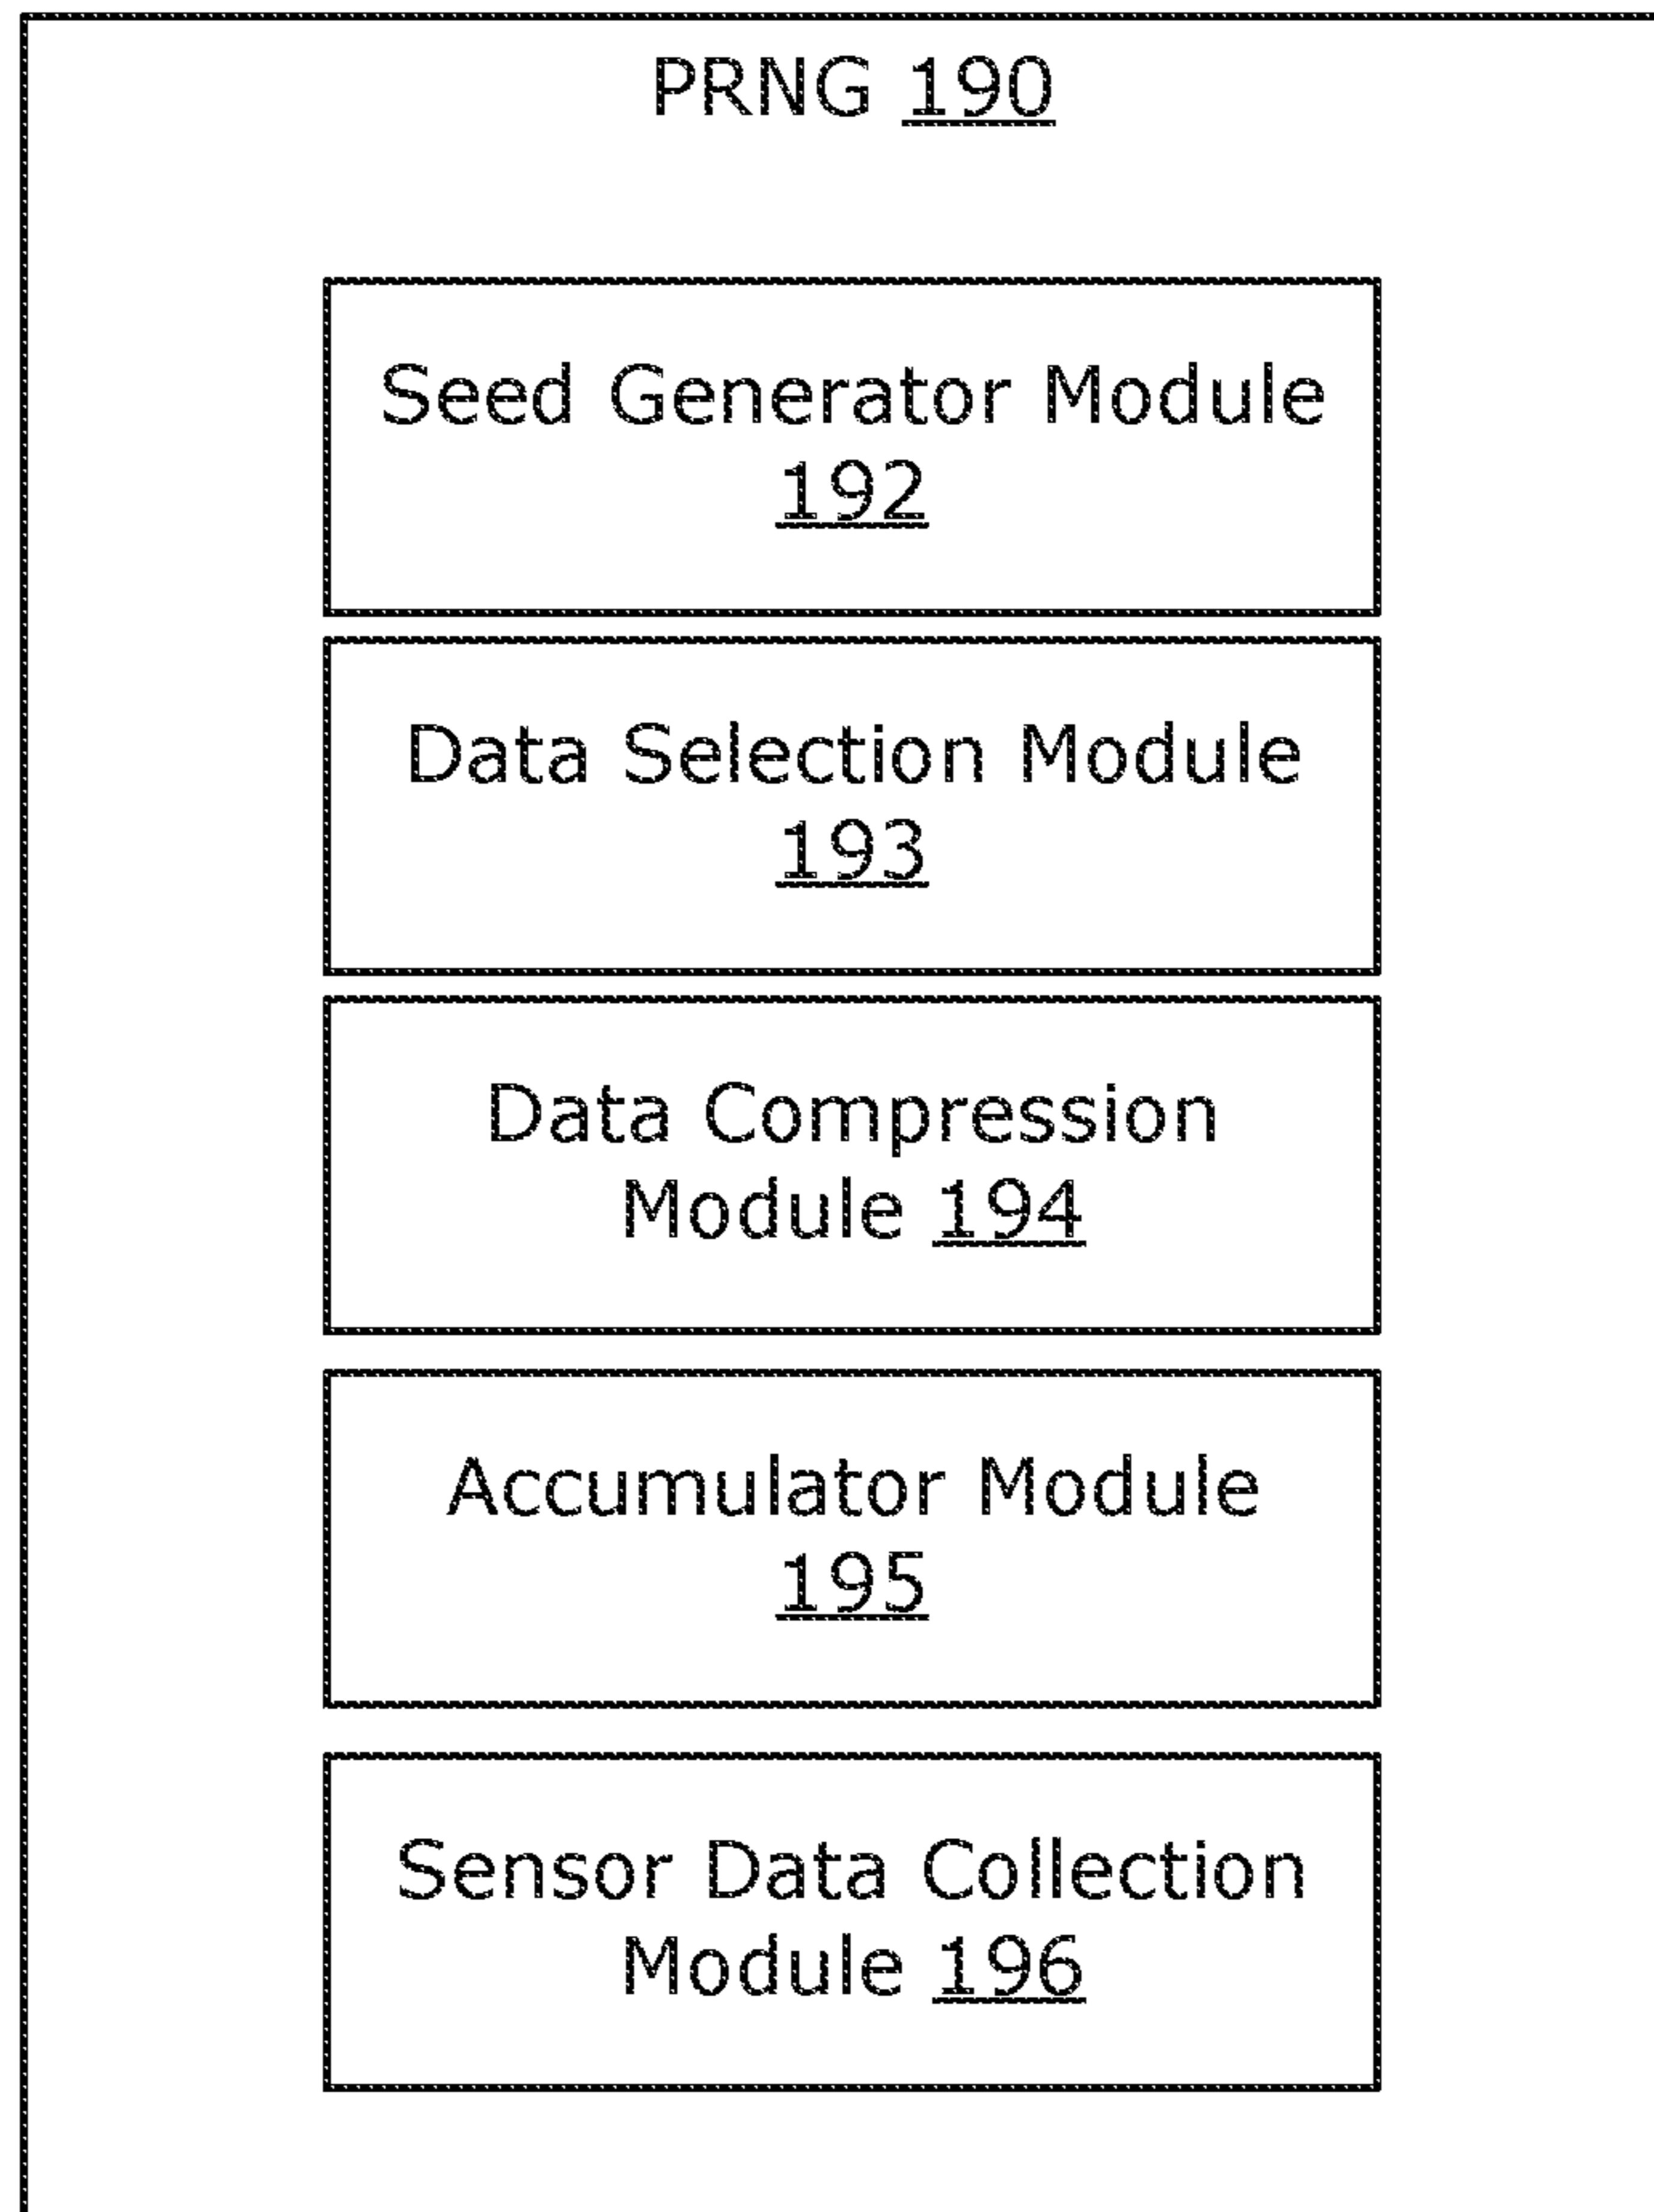 PRNG 190
Seed Generator Module
192
Data Selection Module
193
Data Compression
Module 194
Accumulator Module
195
Sensor Data Collection
Module 196